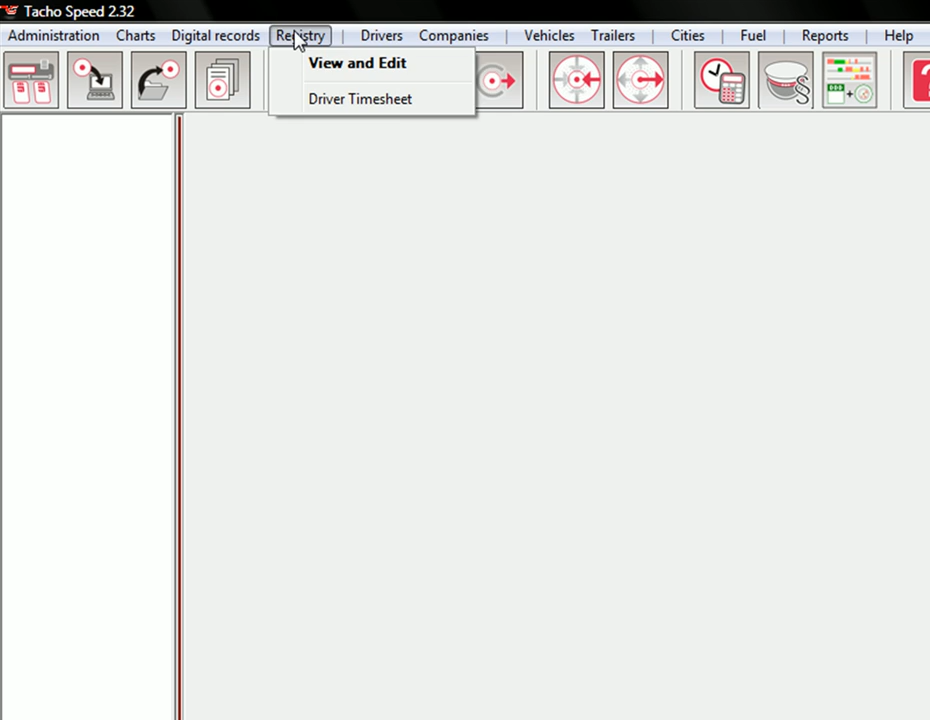 Tacho Speed 2.32
Administration Charts Digital records Registry | Drivers Companies | Vehicles Trailers | Cities | Fuel | Reports | Help
View and Edit
Driver Timesheet